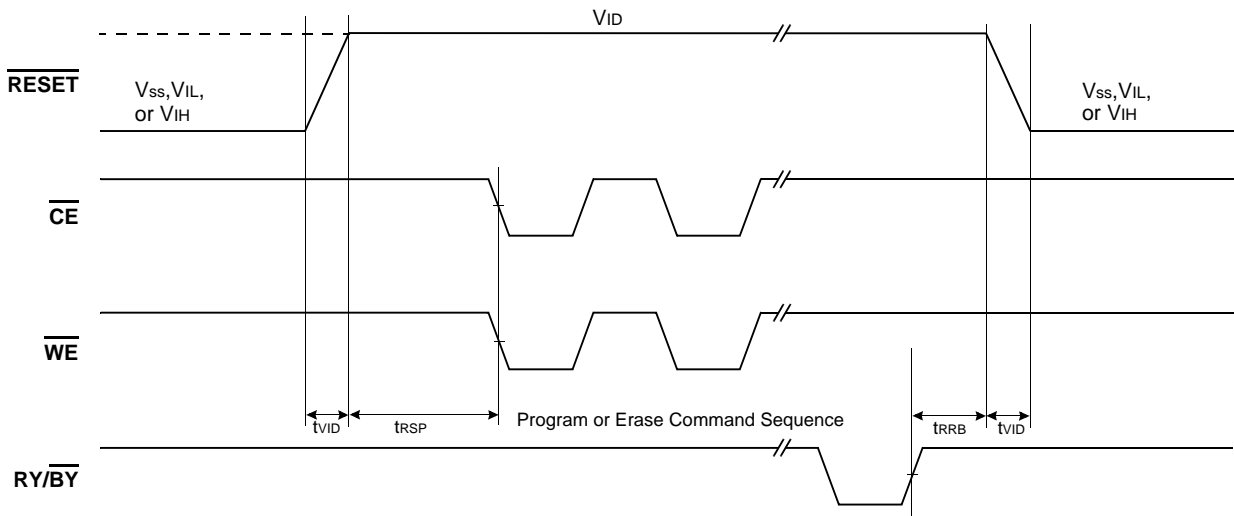 VID
RESET
Vss,VIL,
or VIH
Vss,VIL,
or VIH
CE
WE
tVID
tRSP
Program or Erase Command Sequence
tRRB
tVID
RY/BY